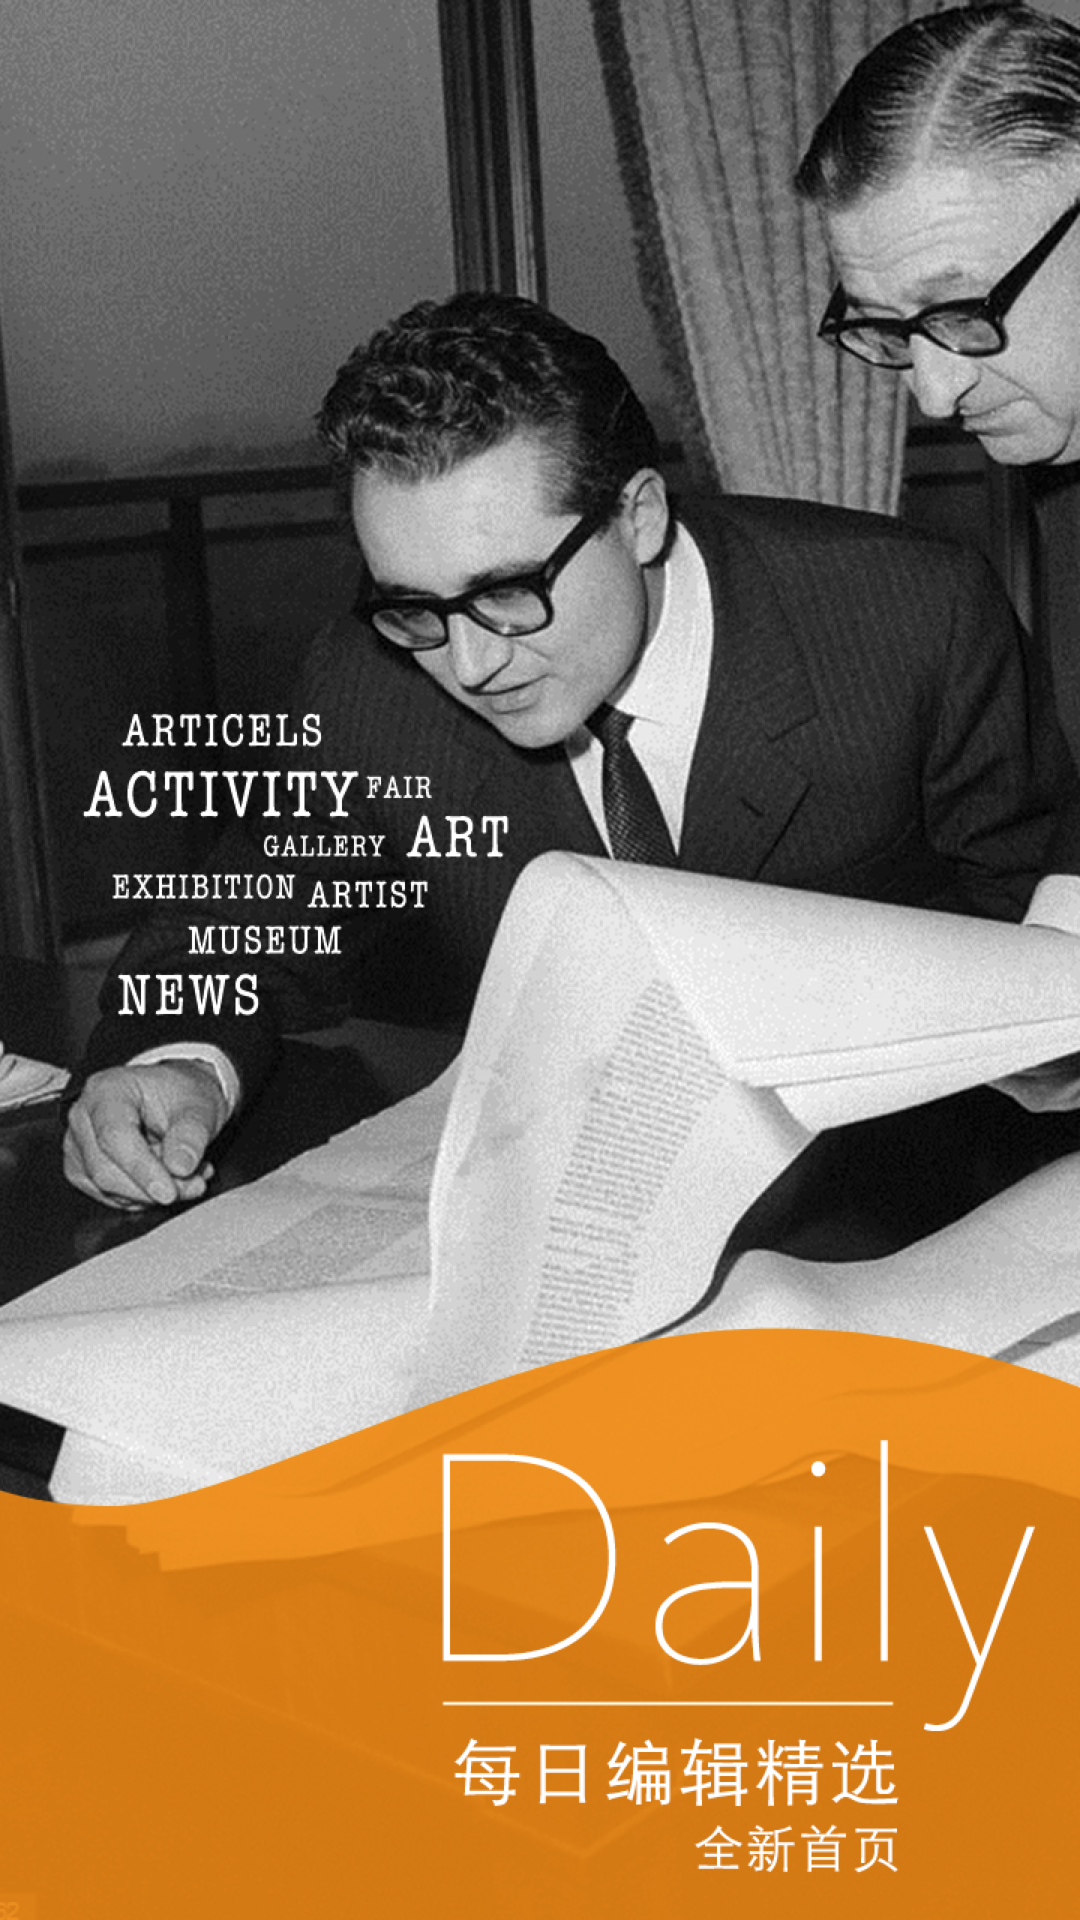 ARTICELS
ACTIVITY FAIR
GALLERY ART
EXHIBITION ARTIST
MUSEUM
NEWS
Daily
每日编辑精选
全新首页
62